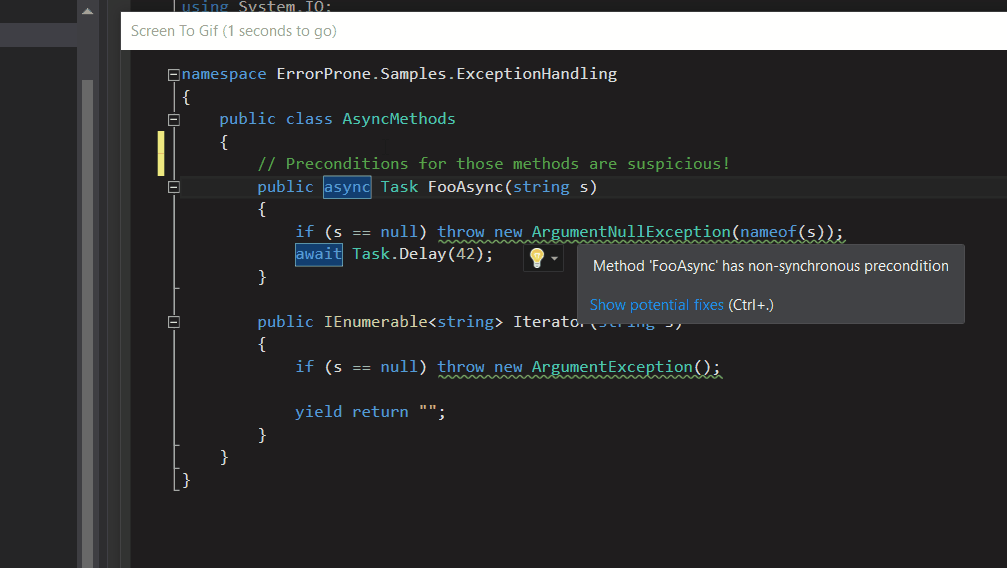 using System.IO;
Screen To Gif (1 seconds to go)
namespace ErrorProne.Samples.ExceptionHandling
{
public class AsyncMethods
{
// Preconditions for those methods are suspicious!
public async Task FooAsync(string s)
{
if (s == null) throw new ArgumentNullException(nameof(s));
await Task.Delay(42);
Method 'FooAsync' has non-synchronous precondition
}
Show potential fixes (Ctrl+.)
public IEnumerable<string> Iterator(string s)
{
if (s == null) throw new ArgumentException();
yield return "";
}
}
}